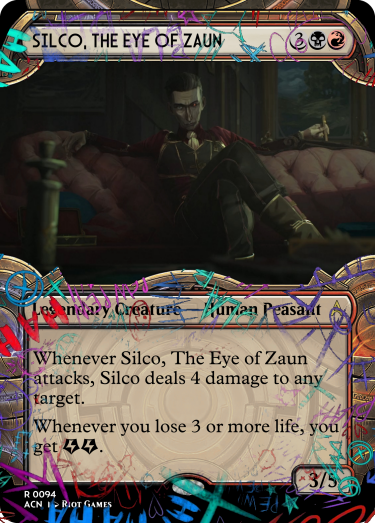 SILCO, THE EYE OF ZAUN 3
Legendary Creature — Human Peasant
Whenever Silco, The Eye of Zaun
attacks, Silco deals 4 damage to any
target.
Whenever you lose 3 or more life, you
get.
3/5
R 0094
ACN Riot Games